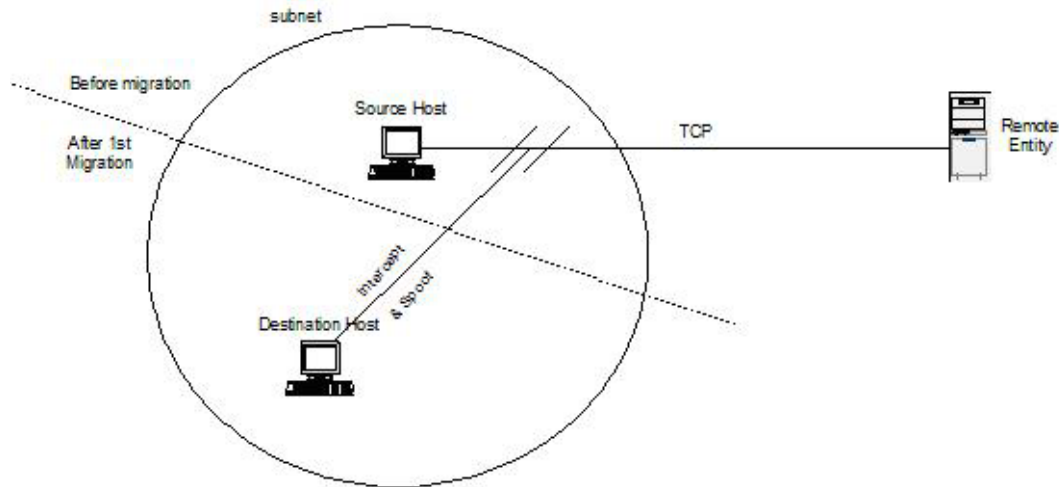 subnet
Before migration
Source Host
TCP
Remote
Entity
After 1st
Migration
Intercept
& Spoof
Destination Host